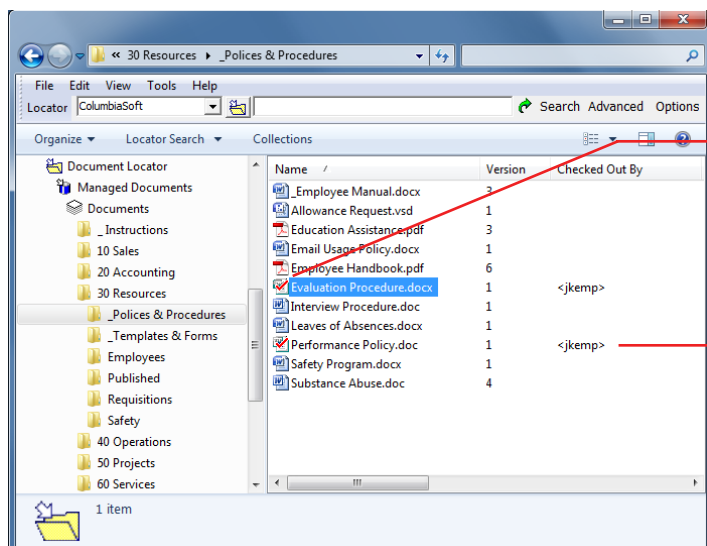 « 30 Resources ▸ _Polices & Procedures
File Edit View Tools Help
Locator ColumbiaSoft Search Advanced Options
Organize Locator Search Collections
Document Locator
Managed Documents
Documents
_ Instructions
10 Sales
20 Accounting
30 Resources
_Polices & Procedures
_Templates & Forms
Employees
Published
Requisitions
Safety
40 Operations
50 Projects
60 Services
Name Version Checked Out By
_Employee Manual.docx 3
Allowance Request.vsd 1
Education Assistance.pdf 3
Email Usage Policy.docx 1
Employee Handbook.pdf 6
Evaluation Procedure.docx 1 <jkemp>
Interview Procedure.doc 1
Leaves of Absences.docx 1
Performance Policy.doc 1 <jkemp>
Safety Program.docx 1
Substance Abuse.doc 4
1 item